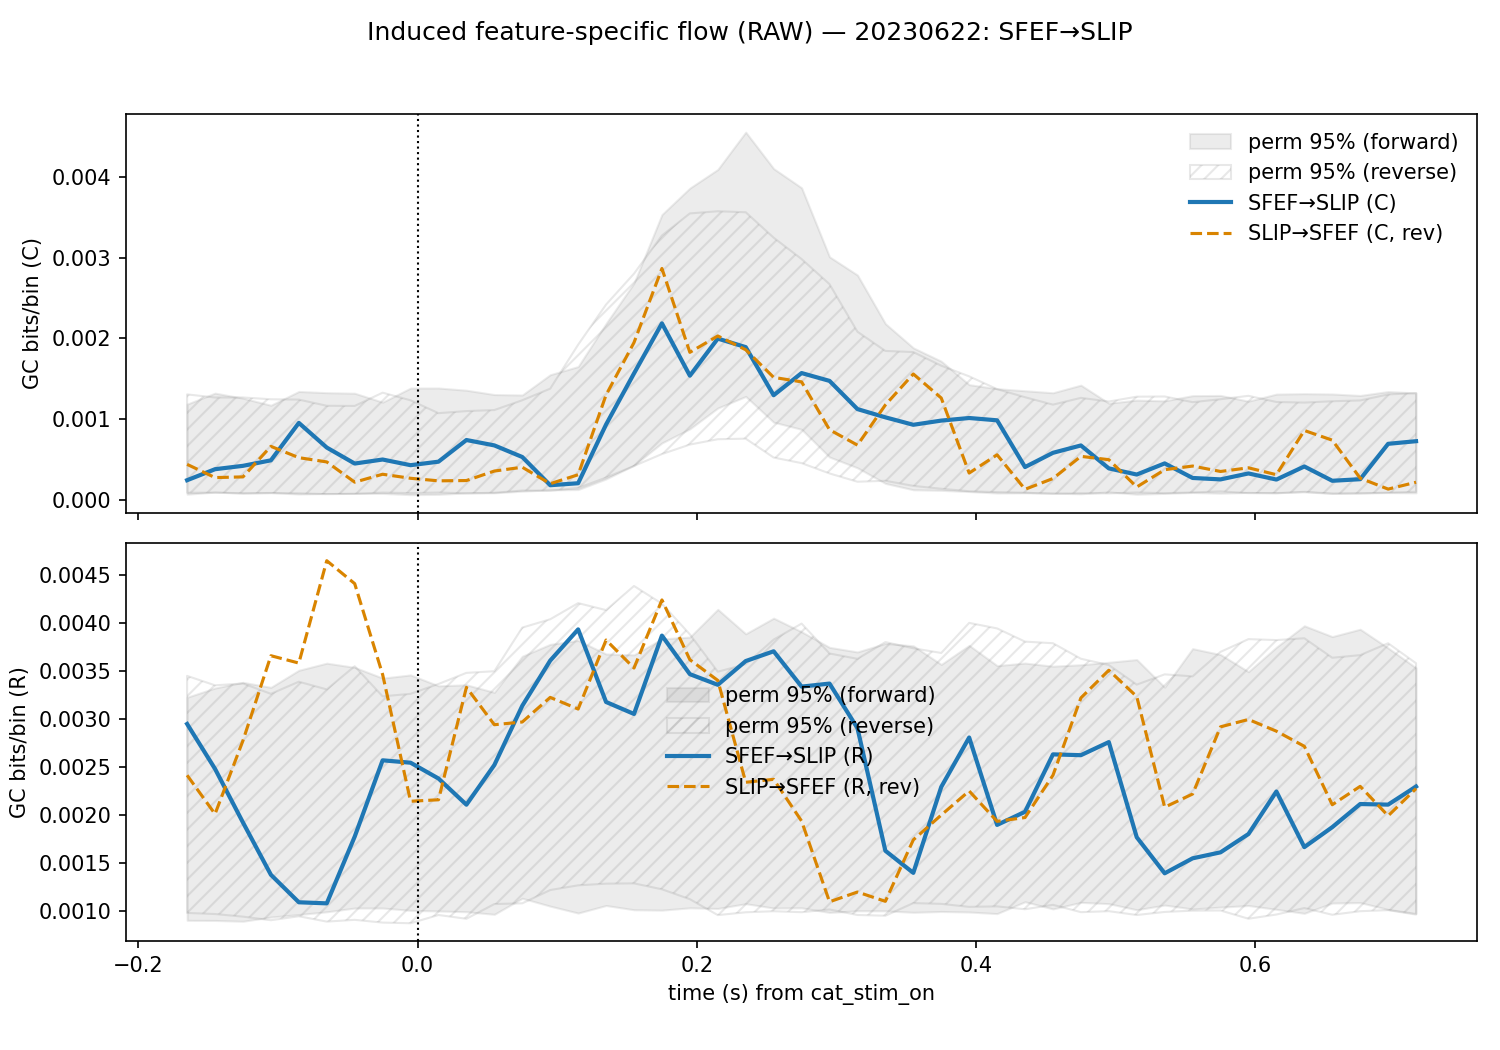 Induced feature-specific flow (RAW) — 20230622: SFEF→SLIP
GC bits/bin (C)
0.004
0.003
0.002
0.001
0.000
perm 95% (forward)
perm 95% (reverse)
SFEF→SLIP (C)
SLIP→SFEF (C, rev)
GC bits/bin (R)
0.0045
0.0040
0.0035
0.0030
0.0025
0.0020
0.0015
0.0010
perm 95% (forward)
perm 95% (reverse)
SFEF→SLIP (R)
SLIP→SFEF (R, rev)
−0.2 0.0 0.2 0.4 0.6
time (s) from cat_stim_on